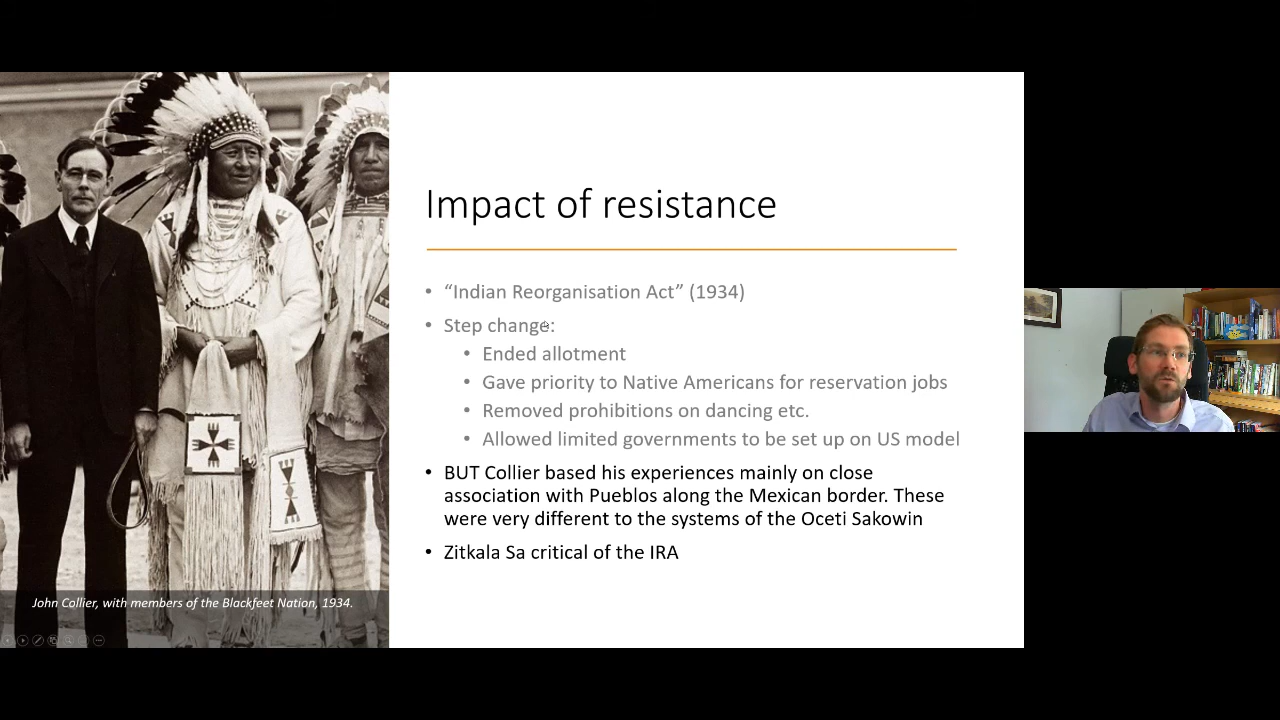 Impact of resistance
• “Indian Reorganisation Act” (1934)
• Step change:
• Ended allotment
• Gave priority to Native Americans for reservation jobs
• Removed prohibitions on dancing etc.
• Allowed limited governments to be set up on US model
• BUT Collier based his experiences mainly on close
association with Pueblos along the Mexican border. These
were very different to the systems of the Oceti Sakowin
• Zitkala Sa critical of the IRA
John Collier, with members of the Blackfeet Nation, 1934.